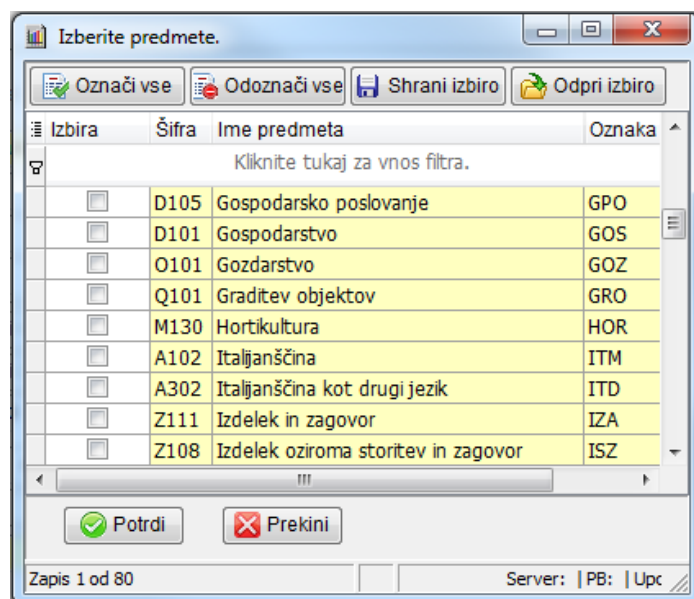 Izberite predmete.
Označi vse Odoznači vse Shrani izbiro Odpri izbiro
Izbira Šifra Ime predmeta Oznaka
Kliknite tukaj za vnos filtra.
D105 Gospodarsko poslovanje GPO
D101 Gospodarstvo GOS
O101 Gozdarstvo GOZ
Q101 Graditev objektov GRO
M130 Hortikultura HOR
A102 Italijanščina ITM
A302 Italijanščina kot drugi jezik ITD
Z111 Izdelek in zagovor IZA
Z108 Izdelek oziroma storitev in zagovor ISZ
Potrdi Prekini
Zapis 1 od 80 Server: | PB: | Upc